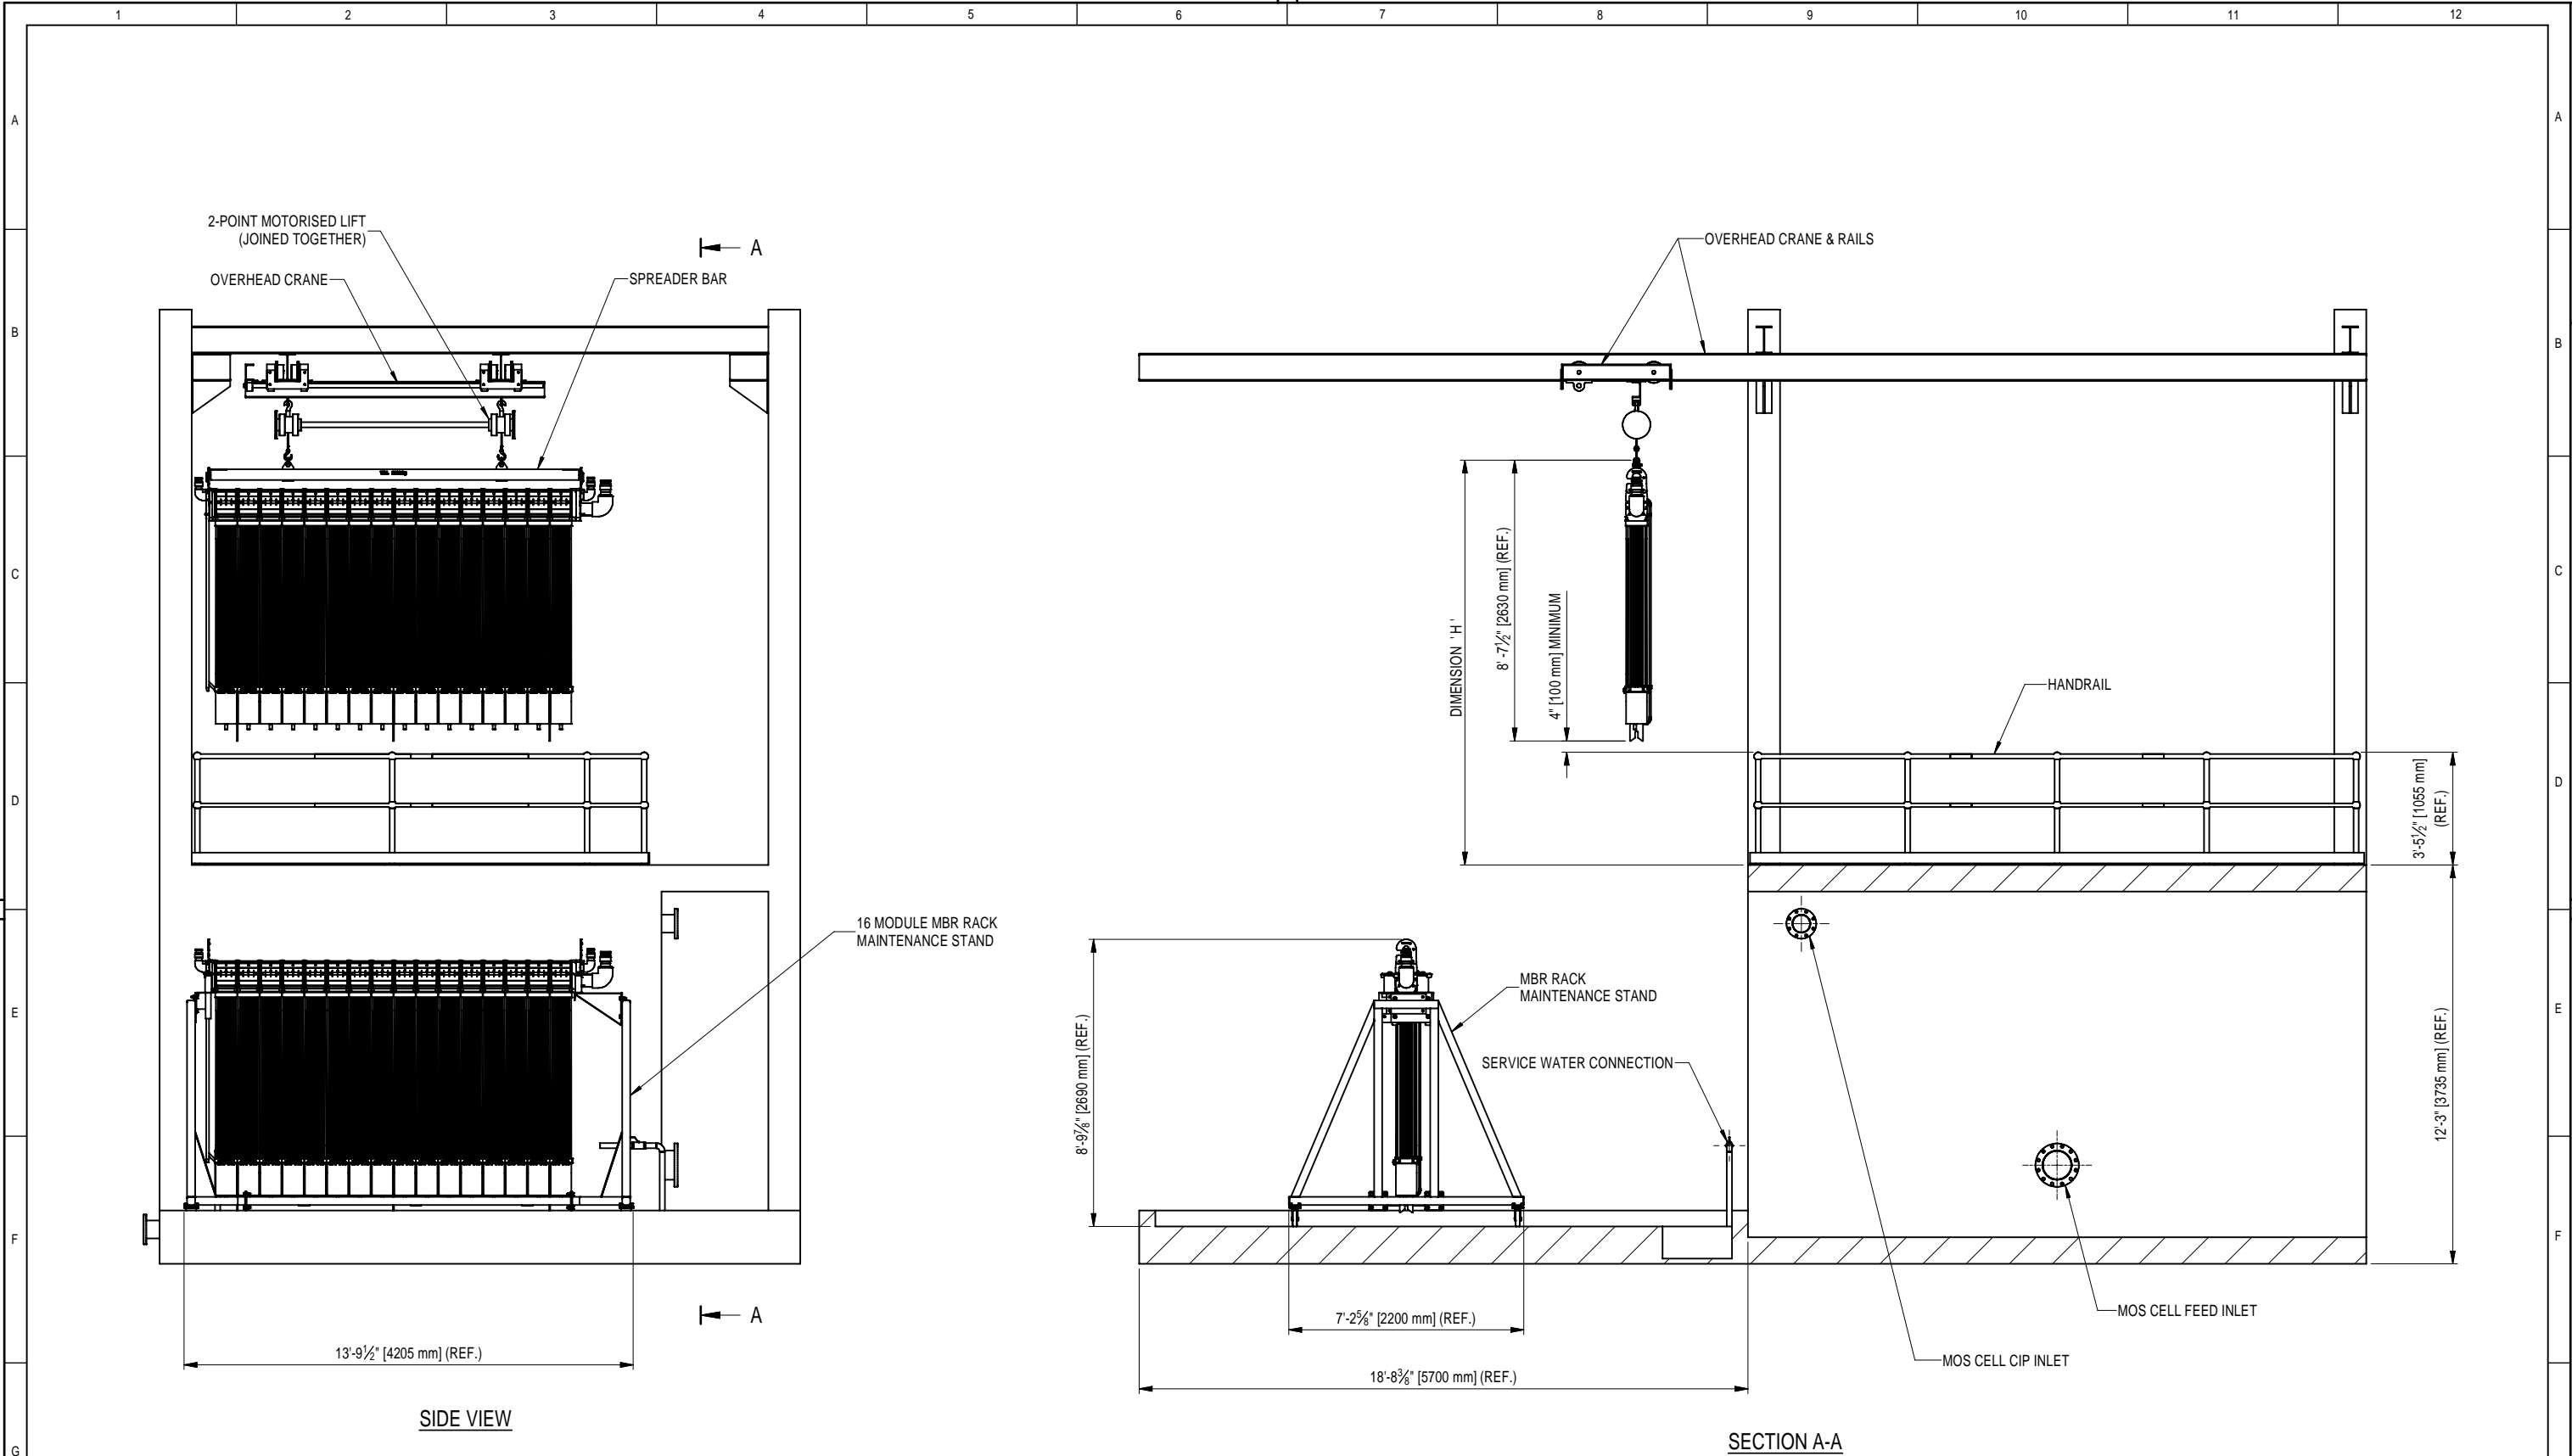 1 2 3 4 5 6 7 8 9 10 11 12
A A
2-POINT MOTORISED LIFT
(JOINED TOGETHER)
A
OVERHEAD CRANE & RAILS
OVERHEAD CRANE
SPREADER BAR
B B
C C
8'-7½" [2630 mm] (REF.)
4" [100 mm] MINIMUM
DIMENSION 'H'
HANDRAIL
D D
3'-5½" [1055 mm]
(REF.)
16 MODULE MBR RACK
MAINTENANCE STAND
MBR RACK
MAINTENANCE STAND
E E
8'-9⅞" [2690 mm] (REF.)
SERVICE WATER CONNECTION
12'-3" [3735 mm] (REF.)
F F
A
7'-2⅝" [2200 mm] (REF.)
MOS CELL FEED INLET
13'-9½" [4205 mm] (REF.)
MOS CELL CIP INLET
18'-8⅜" [5700 mm] (REF.)
SIDE VIEW
SECTION A-A
G